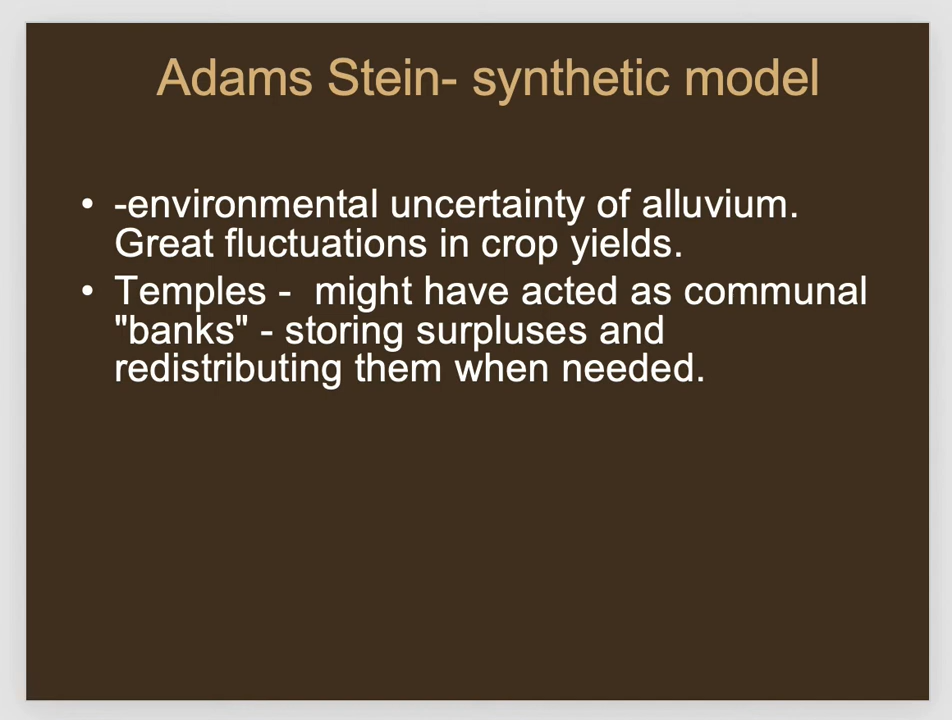 Adams Stein- synthetic model
• -environmental uncertainty of alluvium.
Great fluctuations in crop yields.
• Temples -  might have acted as communal
"banks" - storing surpluses and
redistributing them when needed.